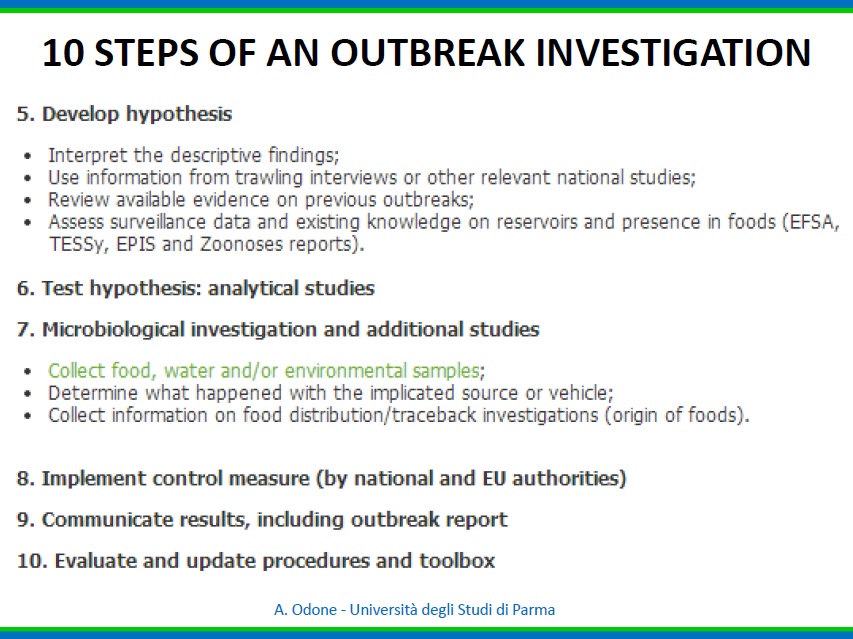 10 STEPS OF AN OUTBREAK INVESTIGATION
5. Develop hypothesis
• Interpret the descriptive findings;
• Use information from trawling interviews or other relevant national studies;
• Review available evidence on previous outbreaks;
• Assess surveillance data and existing knowledge on reservoirs and presence in foods (EFSA,
TESSy, EPIS and Zoonoses reports).
6. Test hypothesis: analytical studies
7. Microbiological investigation and additional studies
• Collect food, water and/or environmental samples;
• Determine what happened with the implicated source or vehicle;
• Collect information on food distribution/traceback investigations (origin of foods).
8. Implement control measure (by national and EU authorities)
9. Communicate results, including outbreak report
10. Evaluate and update procedures and toolbox
A. Odone - Università degli Studi di Parma